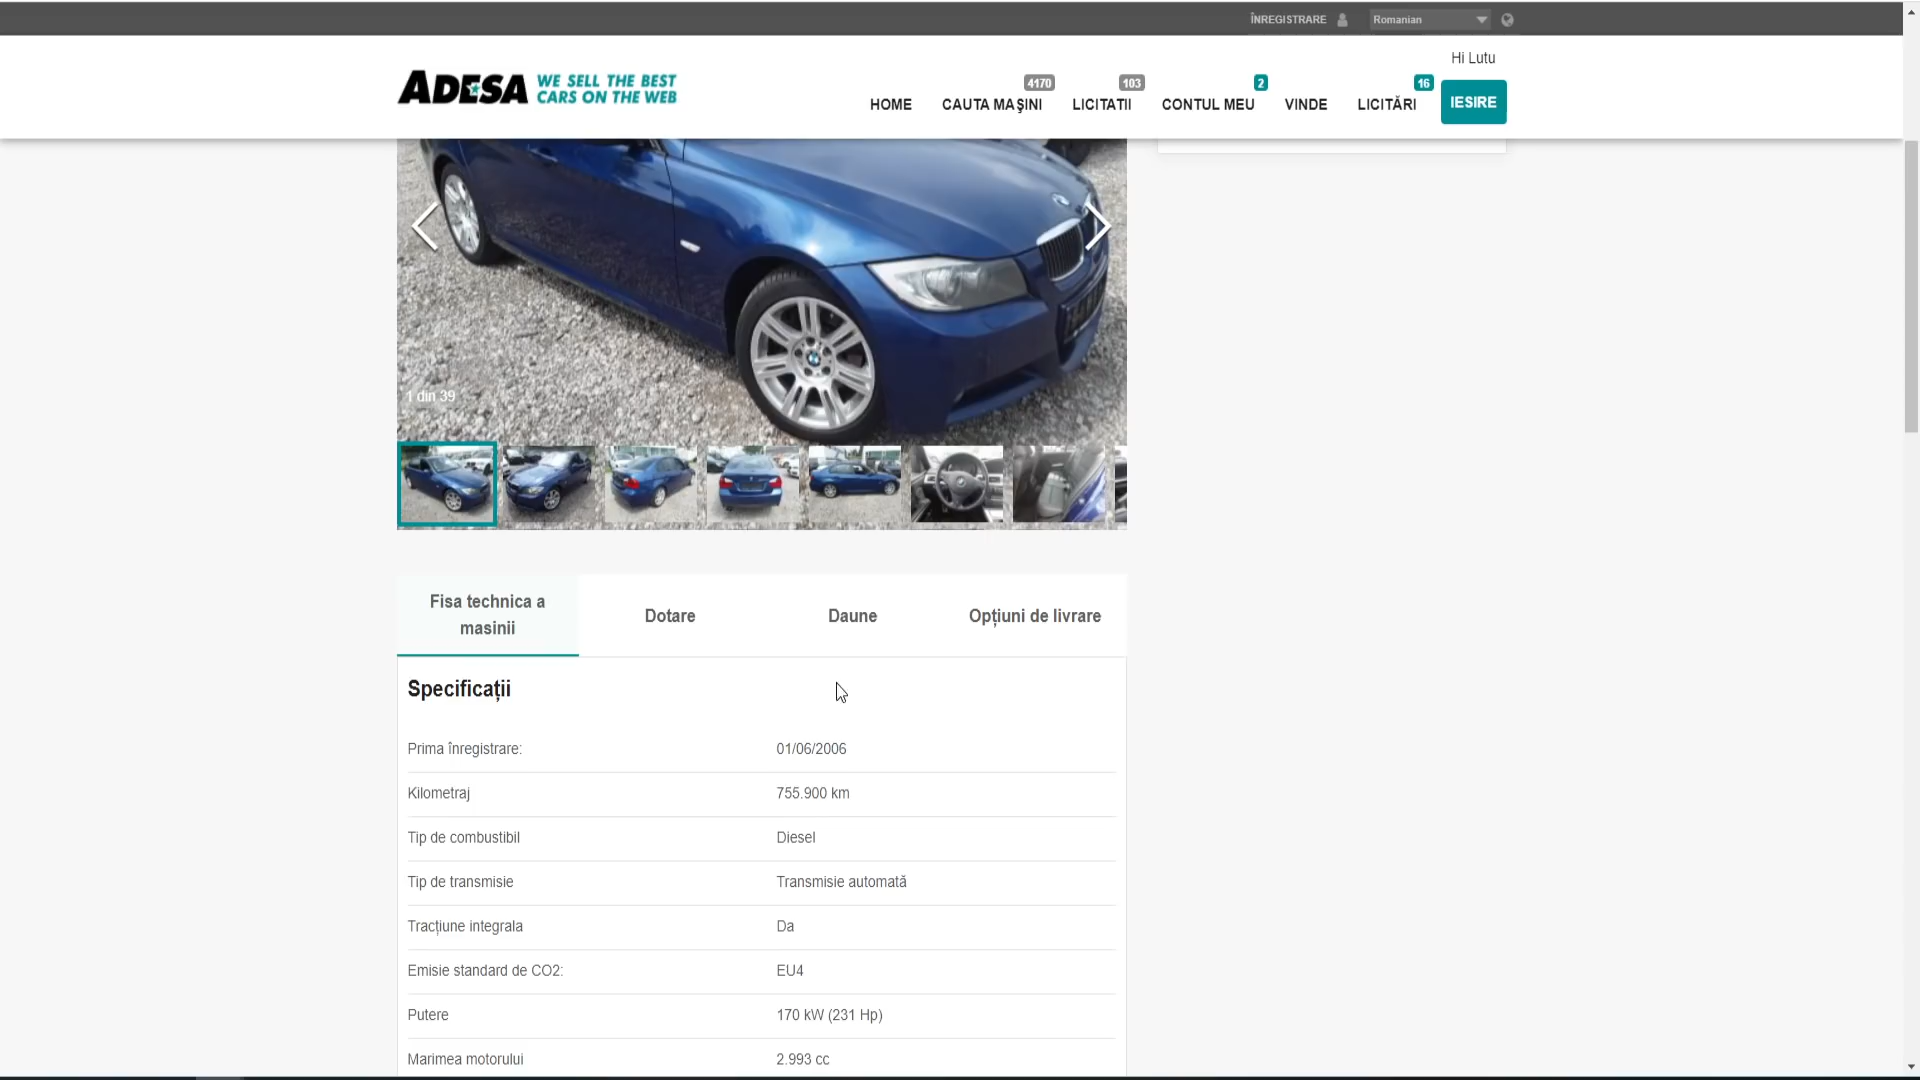 ÎNREGISTRARE
Romanian
Hi Lutu
ADESA WE SELL THE BEST
CARS ON THE WEB
4170 103 2 16
HOME CAUTA MAŞINI LICITATII CONTUL MEU VINDE LICITĂRI IESIRE
1 din 39
Fisa technica a
masinii
Dotare
Daune
Opțiuni de livrare
Specificații
Prima înregistrare: 01/06/2006
Kilometraj 755.900 km
Tip de combustibil Diesel
Tip de transmisie Transmisie automată
Tracțiune integrala Da
Emisie standard de CO2: EU4
Putere 170 kW (231 Hp)
Marimea motorului 2.993 cc